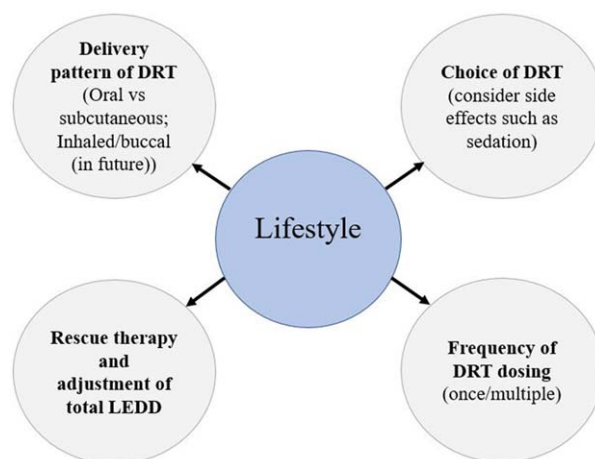 Delivery
pattern of DRT
(Oral vs
subcutaneous;
Inhaled/buccal
(in future))
Choice of DRT
(consider side
effects such as
sedation)
Lifestyle
Rescue therapy
and
adjustment of
total LEDD
Frequency of
DRT dosing
(once/multiple)